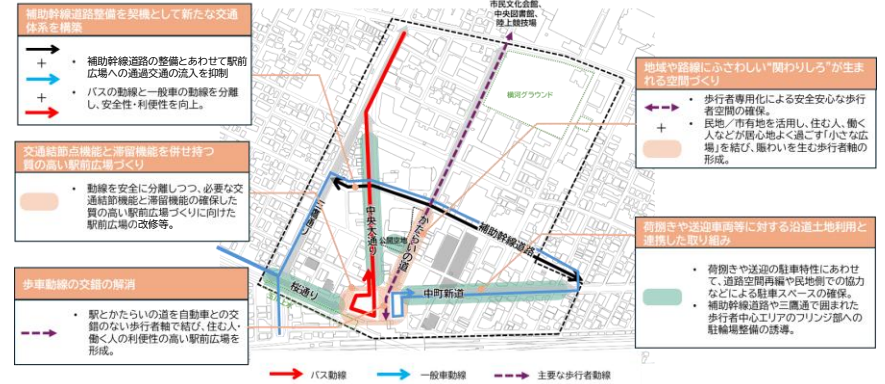 補助幹線道路整備を契機として新たな交通
体系を構築
+
+
• 補助幹線道路の整備とあわせて駅前
広場への通過交通の流入を抑制
• バスの動線と一般車の動線を分離
し、安全性・利便性を向上。
交通結節点機能と滞留機能を併せ持つ
質の高い駅前広場づくり
• 動線を安全に分離しつつ、必要な交
通結節機能と滞留機能の確保した
質の高い駅前広場づくりに向けた
駅前広場の改修等。
歩車動線の交錯の解消
• 駅とかたらいの道を自動車との交
錯のない歩行者軸で結び、住む人・
働く人の利便性の高い駅前広場を
形成。
市民文化会館、
中央図書館、
陸上競技場
横河グラウンド
三鷹通り
中央大通り
公開空地
かたらいの道
補助幹線道路
桜通り
中町新道
地域や路線にふさわしい“関わりしろ”が生ま
れる空間づくり
+
• 歩行者専用化による安全安心な歩行
者空間の確保。
• 民地／市有地を活用し、住む人、働
く人などが居心地よく過ごす「小さな広
場」を結び、賑わいを生む歩行者軸の
形成。
荷捌きや送迎車両等に対する沿道土地利用と
連携した取り組み
• 荷捌きや送迎の駐車特性にあわせ
て、道路空間再編や民地側での協力
などによる駐車スペースの確保。
• 補助幹線道路や三鷹通で囲まれた
歩行者中心エリアのフリンジ部への
駐輪場整備の誘導。
バス動線
一般車動線
主要な歩行者動線